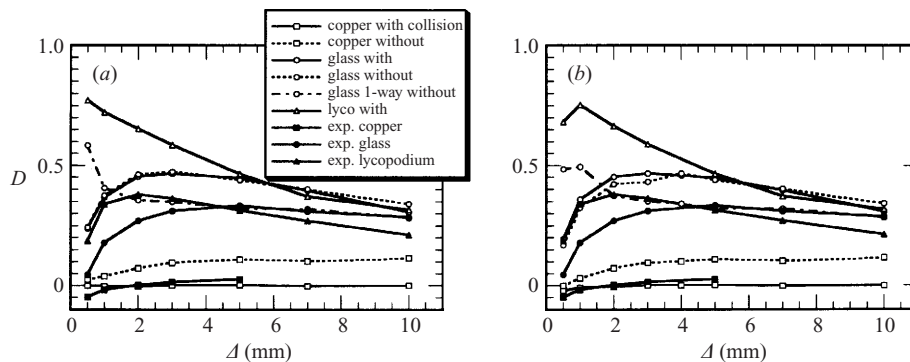 1.0
(a)
0.5
D
0
0
2
4
6
8
10
Δ (mm)
copper with collision
copper without
glass with
glass without
glass 1-way without
lyco with
exp. copper
exp. glass
exp. lycopodium
1.0
(b)
0.5
0
0
2
4
6
8
10
Δ (mm)